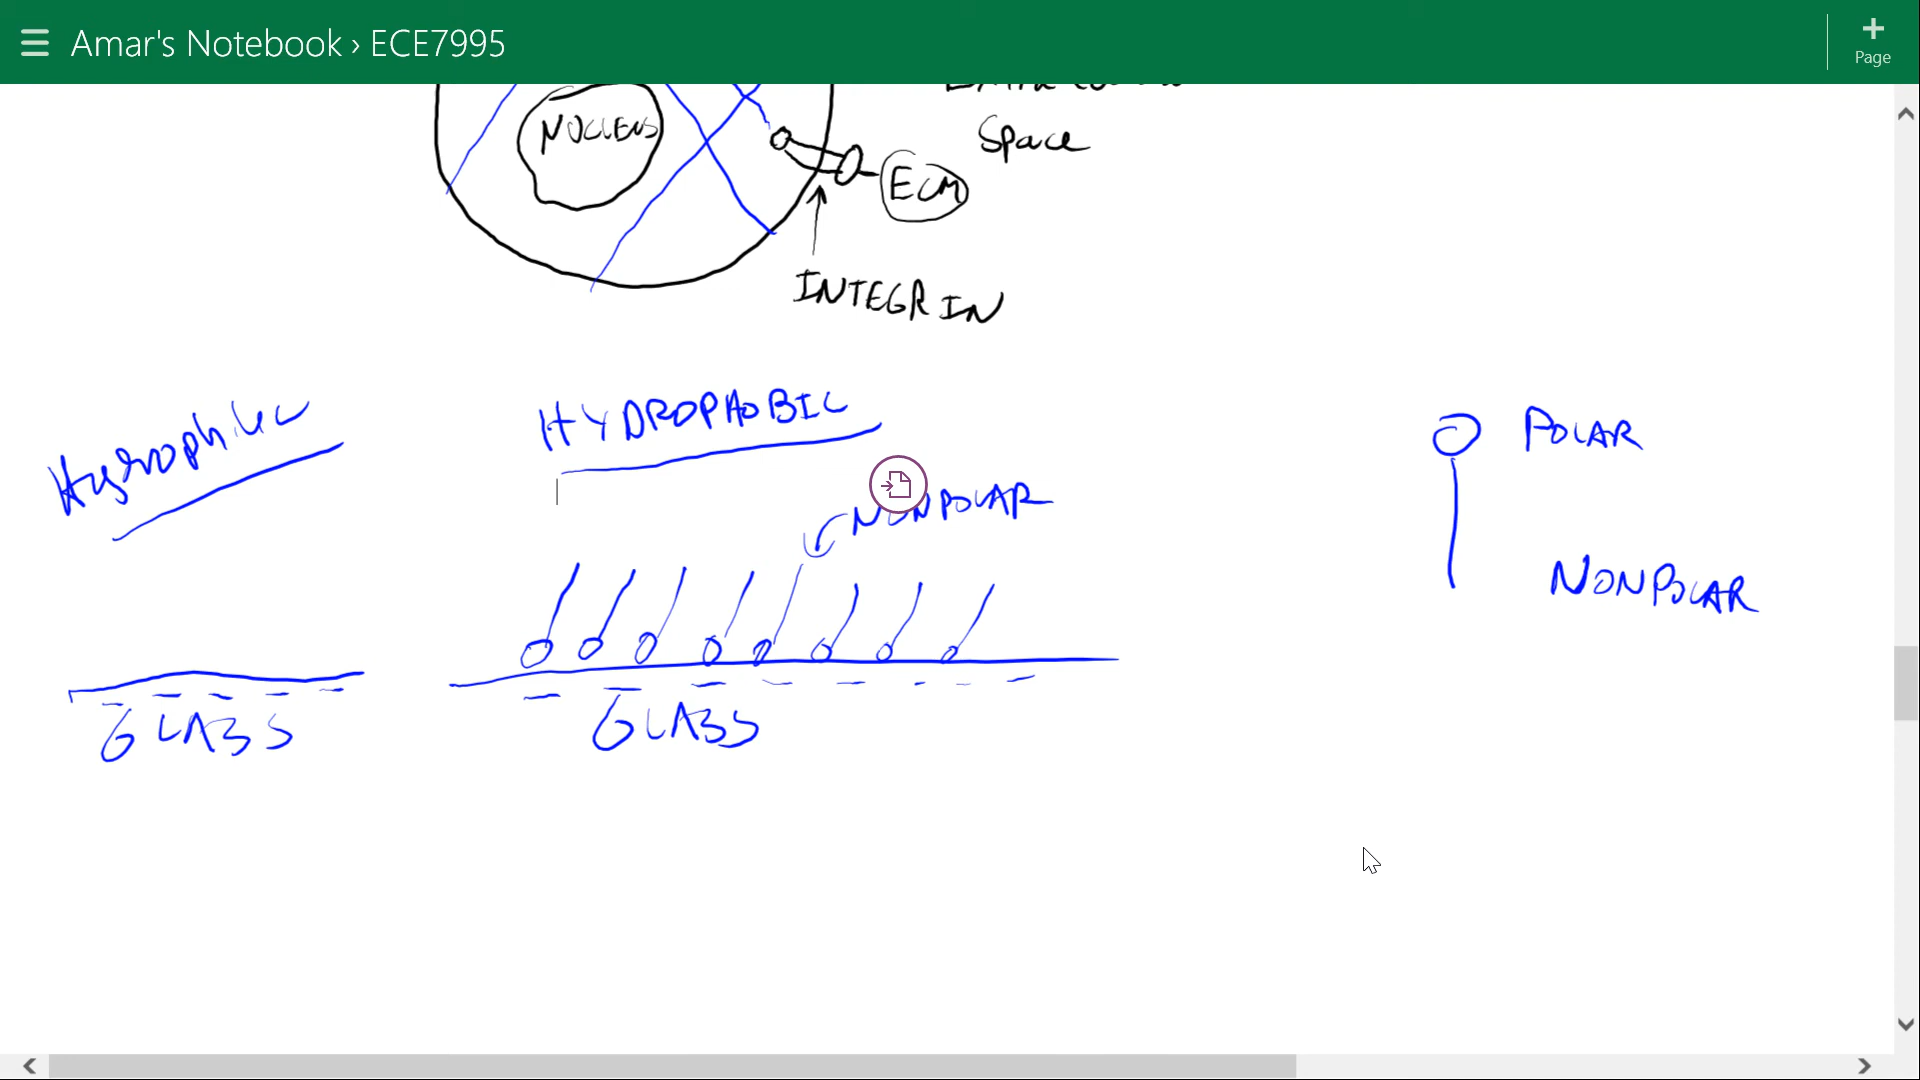 Amar's Notebook › ECE7995
Page
NUCLEUS
Space
ECM
INTEGRIN
Hydrophilic
HYDROPHOBIC
POLAR
NONPOLAR
NONPOLAR
GLASS
GLASS